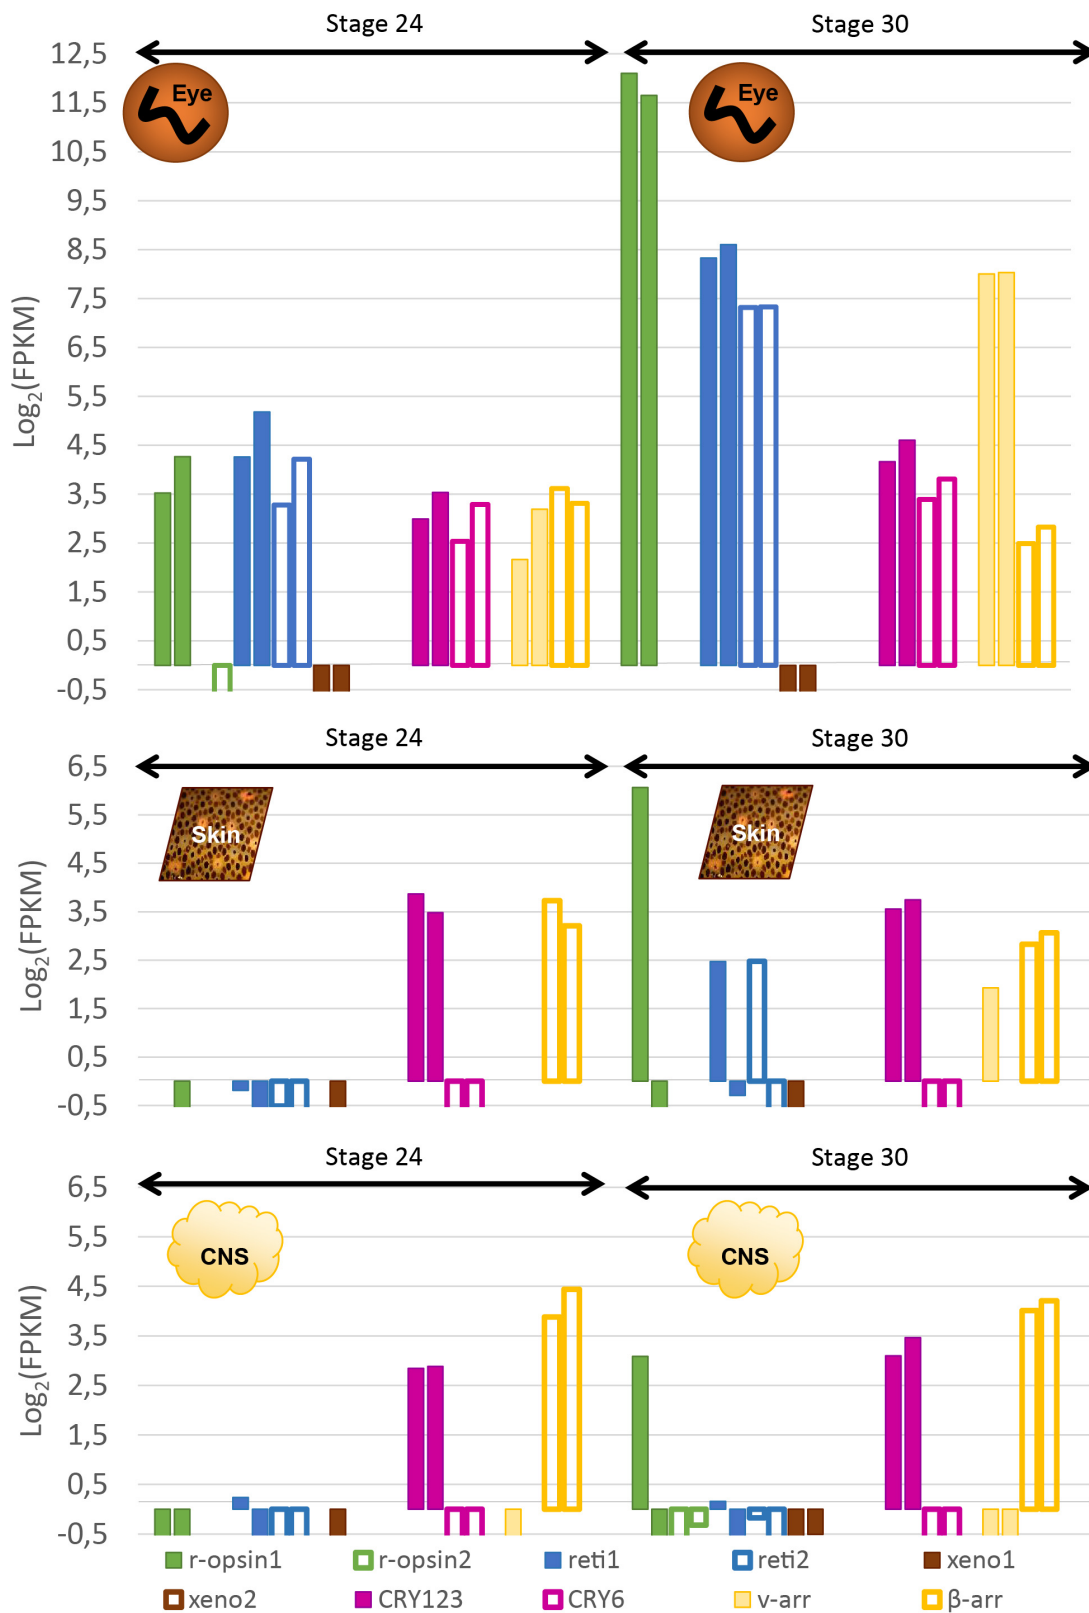 Stage 24 Stage 30
12,5
11,5
10,5
9,5
8,5
7,5
6,5
5,5
4,5
3,5
2,5
1,5
0,5
-0,5
Log₂(FPKM)
Eye
Eye
Stage 24 Stage 30
6,5
5,5
4,5
3,5
2,5
1,5
0,5
-0,5
Log₂(FPKM)
Skin
Skin
Stage 24 Stage 30
6,5
5,5
4,5
3,5
2,5
1,5
0,5
-0,5
Log₂(FPKM)
CNS
CNS
r-opsin1 r-opsin2 reti1 reti2 xeno1
xeno2 CRY123 CRY6 v-arr β-arr